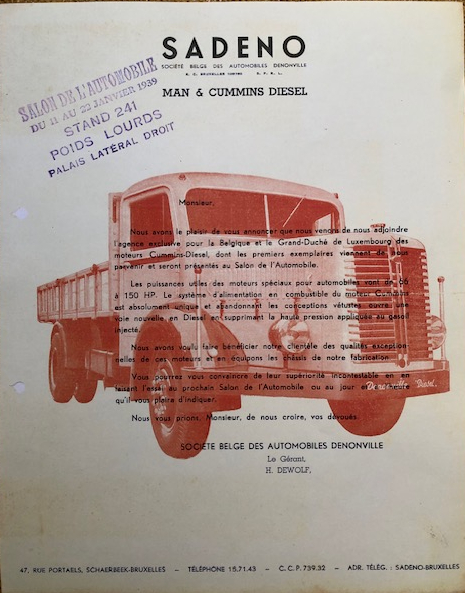 SADENO
SOCIÉTÉ BELGE DES AUTOMOBILES DENONVILLE
S. P. R. L.
MAN & CUMMINS DIESEL
SALON DE L'AUTOMOBILE
DU 11 AU 22 JANVIER 1939
STAND 241
POIDS LOURDS
PALAIS LATÉRAL DROIT
Monsieur,
Nous avons le plaisir de vous annoncer que nous venons de nous adjoindre
l'agence exclusive pour la Belgique et le Grand-Duché de Luxembourg des
moteurs Cummins-Diesel, dont les premiers exemplaires viennent de nous
parvenir et seront présentés au Salon de l'Automobile.
Les puissances utiles des moteurs spéciaux pour automobiles vont de 66
à 150 HP. Le système d'alimentation en combustible du moteur Cummins
est absolument unique et abandonnant les conceptions vétustes ouvre une
voie nouvelle en Diesel en supprimant la haute pression appliquée au gasoil
injecté.
Nous avons voulu faire bénéficier notre clientèle des qualités exception-
nelles de ces moteurs et en équipons les châssis de notre fabrication.
Vous pourrez vous convaincre de leur supériorité incontestable en en
faisant l'essai au prochain Salon de l'Automobile ou au jour et à l'heure
qu'il vous plaira d'indiquer.
Nous vous prions, Monsieur, de nous croire, vos dévoués.
Denonville Diesel
SOCIÉTÉ BELGE DES AUTOMOBILES DENONVILLE
Le Gérant,
H. DEWOLF,
47, RUE PORTAELS, SCHAERBEEK-BRUXELLES – TÉLÉPHONE 15.71.43 – C. C. P. 739.32 – ADR. TÉLÉG. : SADENO-BRUXELLES